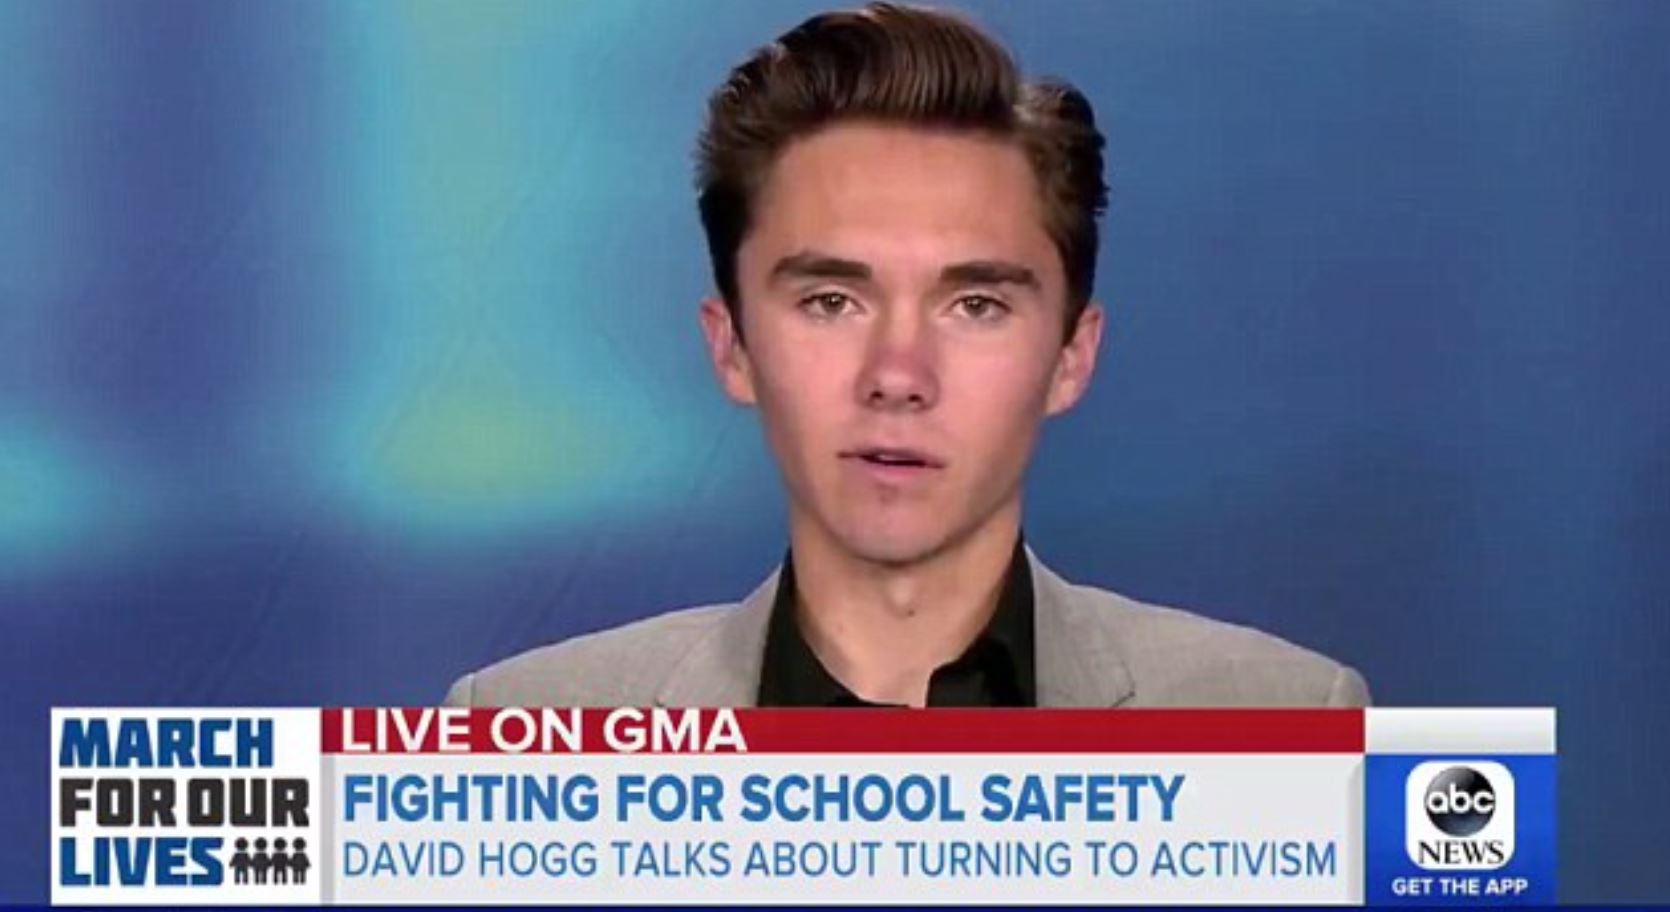 MARCH
FOR OUR
LIVES
LIVE ON GMA
FIGHTING FOR SCHOOL SAFETY
DAVID HOGG TALKS ABOUT TURNING TO ACTIVISM
abc
NEWS
GET THE APP